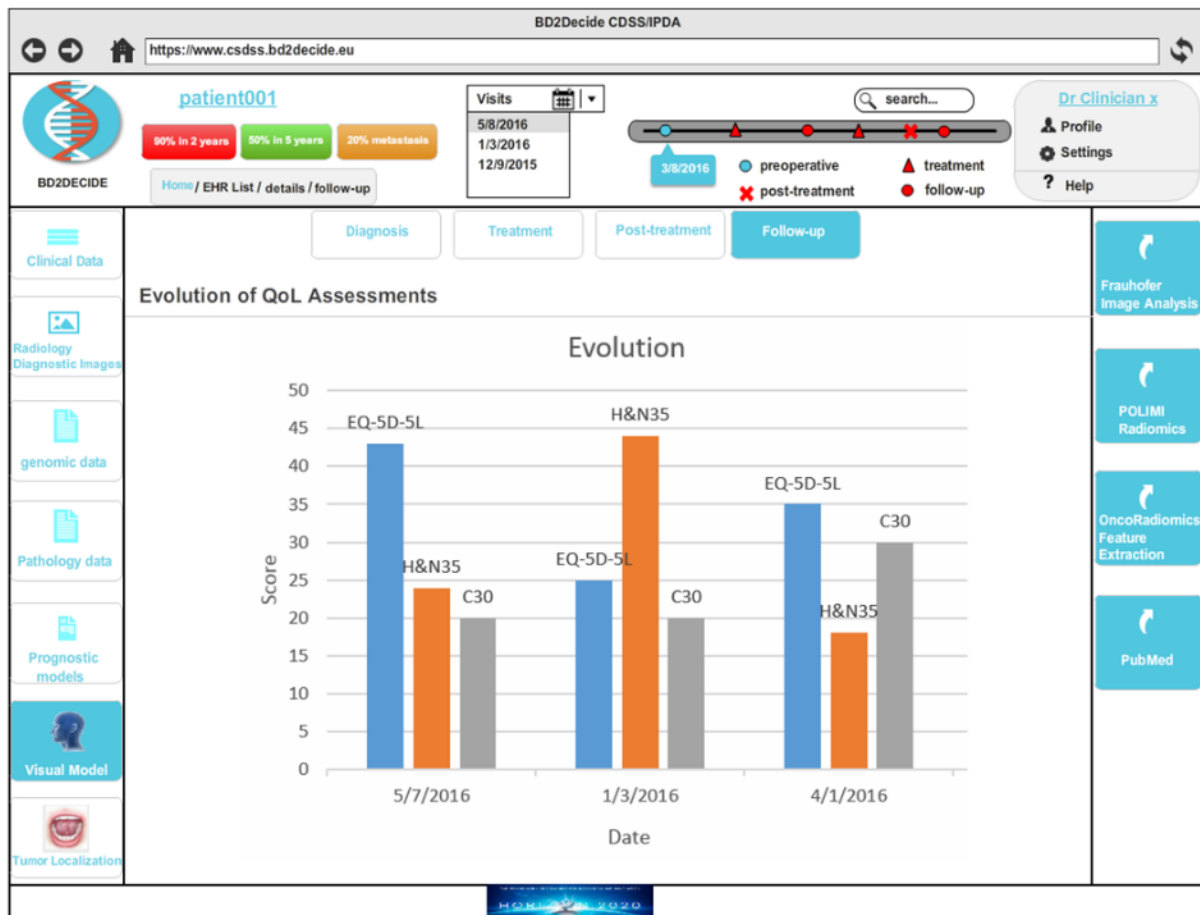 BD2Decide CDSS/IPDA
https://www.csdss.bd2decide.eu
BD2DECIDE
patient001
90% in 2 years
50% in 5 years
20% metastasis
Home/ EHR List / details / follow-up
Visits
5/8/2016
1/3/2016
12/9/2015
search...
3/8/2016
preoperative
treatment
post-treatment
follow-up
Dr Clinician x
Profile
Settings
? Help
Clinical Data
Radiology
Diagnostic Images
genomic data
Pathology data
Prognostic
models
Visual Model
Tumor Localization
Diagnosis
Treatment
Post-treatment
Follow-up
Evolution of QoL Assessments
Evolution
Score
50
45
40
35
30
25
20
15
10
5
0
EQ-5D-5L
H&N35
C30
EQ-5D-5L
H&N35
C30
EQ-5D-5L
H&N35
C30
5/7/2016
1/3/2016
4/1/2016
Date
Frauhofer
Image Analysis
POLIMI
Radiomics
OncoRadiomics
Feature
Extraction
PubMed
HORIZON 2020